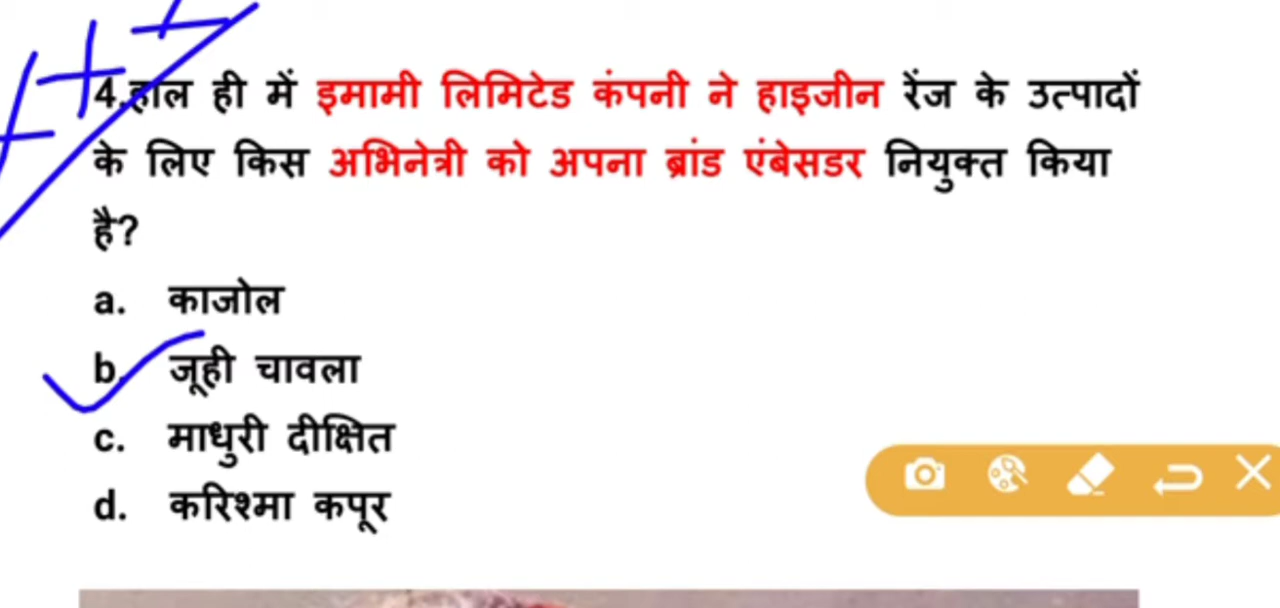 4.हाल ही में इमामी लिमिटेड कंपनी ने हाइजीन रेंज के उत्पादों
के लिए किस अभिनेत्री को अपना ब्रांड एंबेसडर नियुक्त किया
है?
a. काजोल
b. जूही चावला
c. माधुरी दीक्षित
d. करिश्मा कपूर